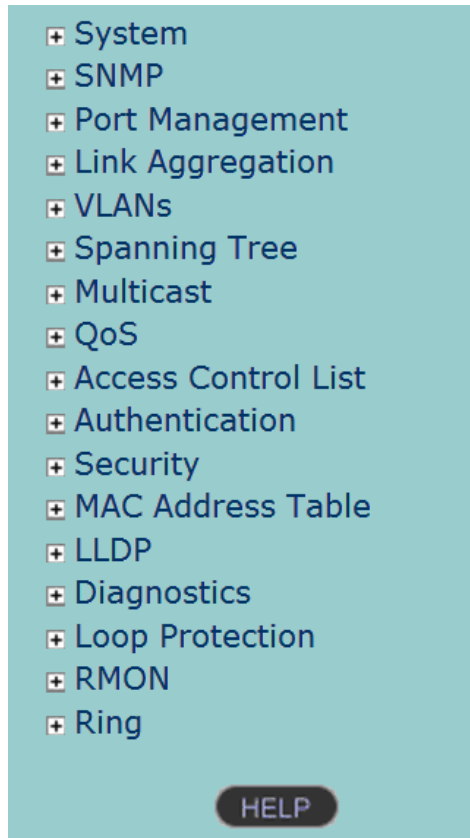 System
SNMP
Port Management
Link Aggregation
VLANs
Spanning Tree
Multicast
QoS
Access Control List
Authentication
Security
MAC Address Table
LLDP
Diagnostics
Loop Protection
RMON
Ring
HELP